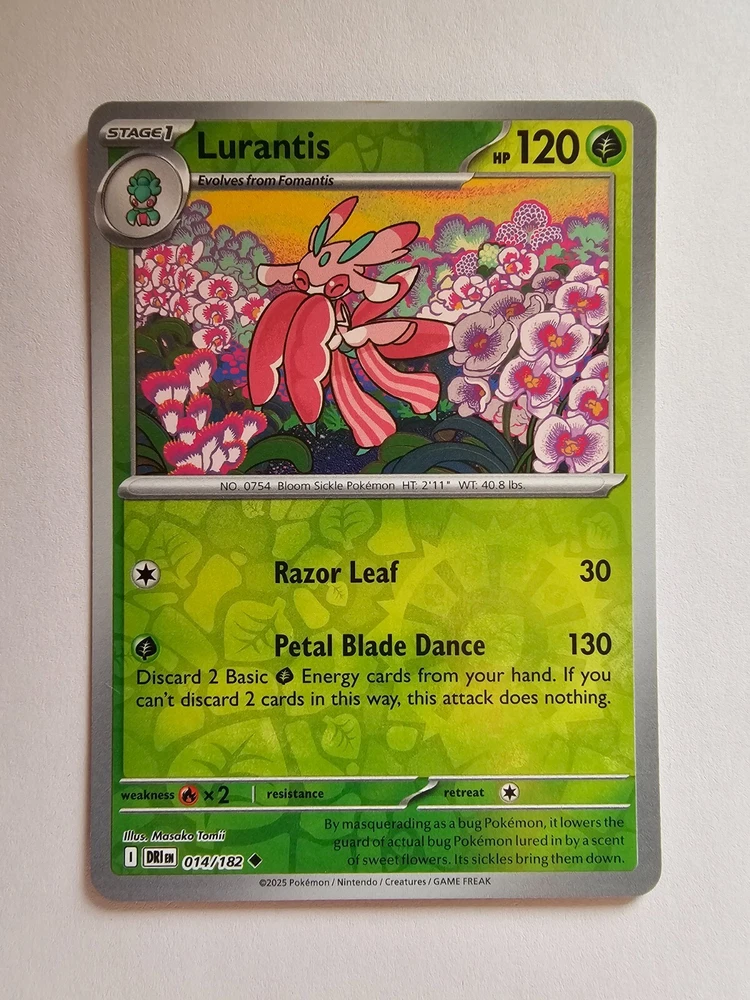 STAGE 1
Lurantis
HP 120
Evolves from Fomantis
NO. 0754 Bloom Sickle Pokémon HT: 2'11" WT: 40.8 lbs.
Razor Leaf 30
Petal Blade Dance 130
Discard 2 Basic Energy cards from your hand. If you
can't discard 2 cards in this way, this attack does nothing.
weakness ×2 resistance retreat
Illus. Masako Tomii
By masquerading as a bug Pokémon, it lowers the
guard of actual bug Pokémon lured in by a scent
of sweet flowers. Its sickles bring them down.
I DRI EN 014/182
©2025 Pokémon / Nintendo / Creatures / GAME FREAK